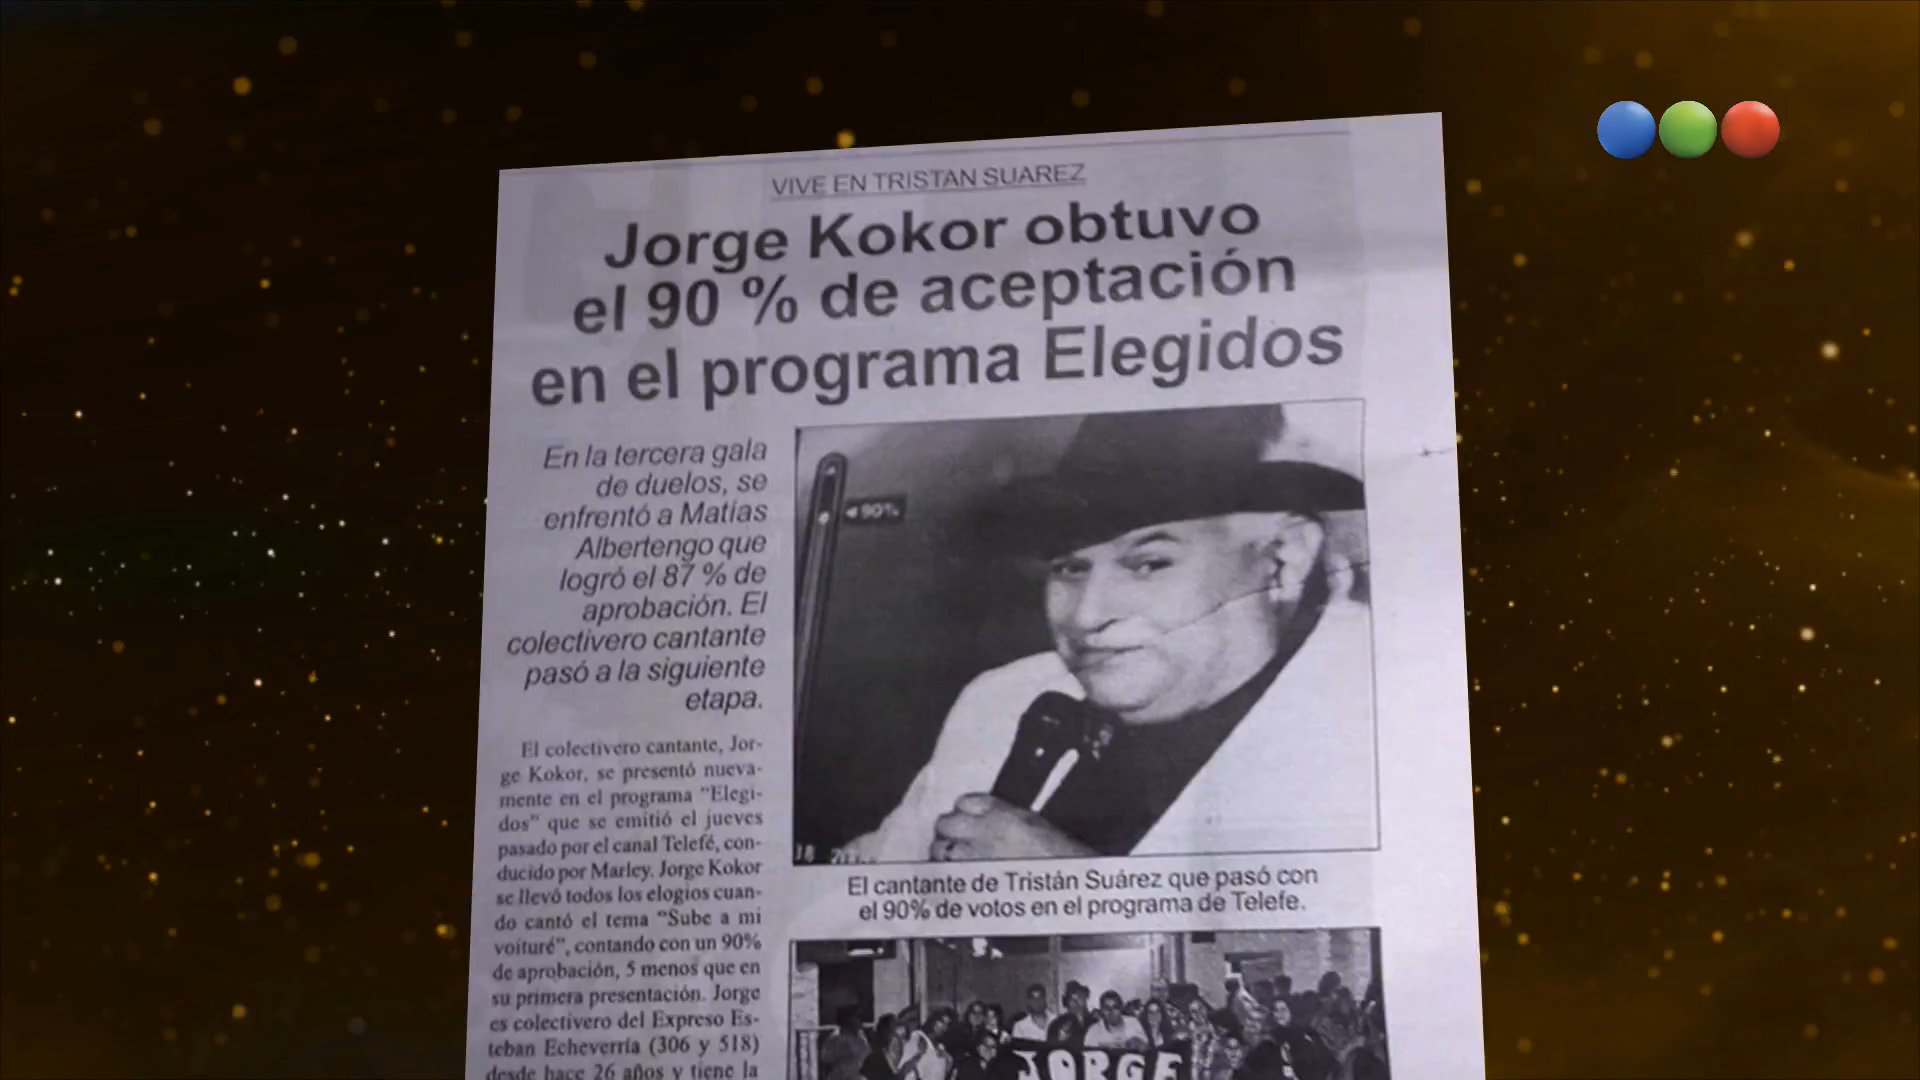 VIVE EN TRISTAN SUAREZ
Jorge Kokor obtuvo
el 90 % de aceptación
en el programa Elegidos
En la tercera gala
de duelos, se
enfrentó a Matías
Albertengo que
logró el 87 % de
aprobación. El
colectivero cantante
pasó a la siguiente
etapa.
El colectivero cantante, Jor-
ge Kokor, se presentó nueva-
mente en el programa "Elegi-
dos" que se emitió el jueves
pasado por el canal Telefé, con-
ducido por Marley. Jorge Kokor
se llevó todos los elogios cuan-
do cantó el tema "Sube a mi
voituré", contando con un 90%
de aprobación, 5 menos que en
su primera presentación. Jorge
es colectivero del Expreso Es-
teban Echeverría (306 y 518)
desde hace 26 años y tiene la
90%
El cantante de Tristán Suárez que pasó con
el 90% de votos en el programa de Telefe.
JORGE